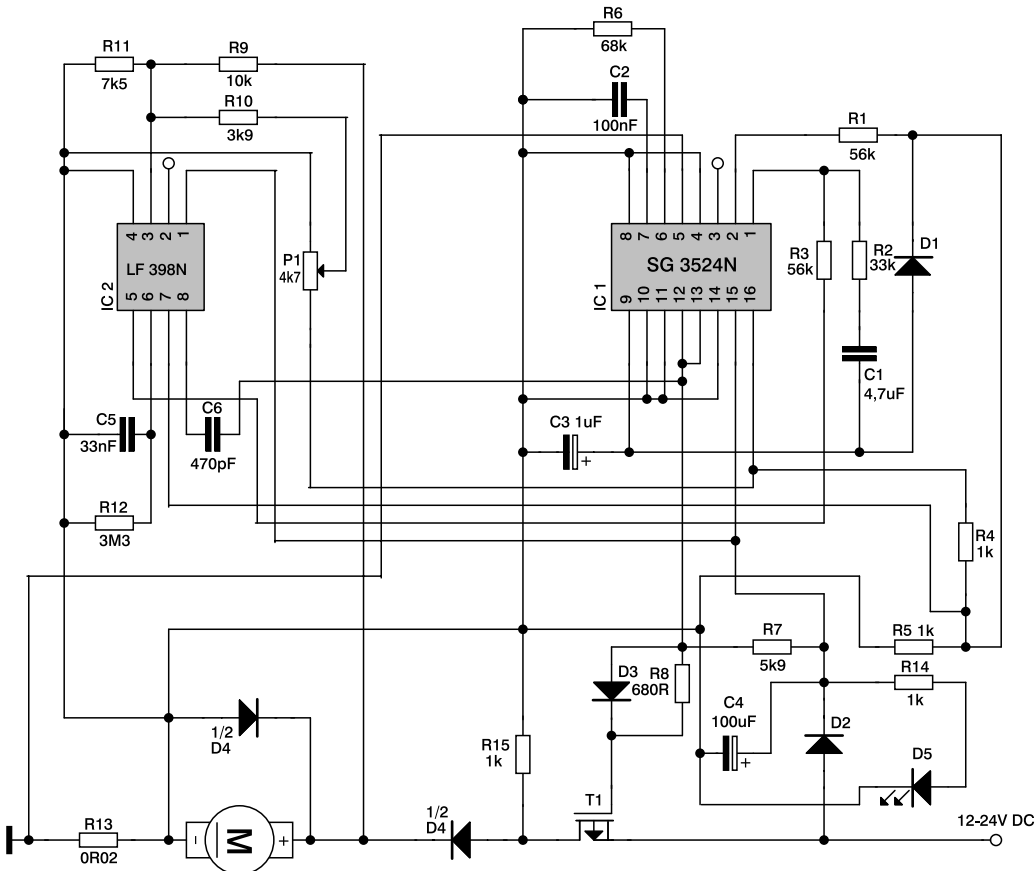 R6
68k
R11
7k5
R9
10k
C2
100nF
R10
3k9
R1
56k
4 3 2 1
LF 398N
IC 2
5 6 7 8
P1
4k7
8 7 6 5 4 3 2 1
SG 3524N
IC 1
9 10 11 12 13 14 15 16
R3
56k
R2
33k
D1
C1
4,7uF
C5
33nF
C6
470pF
C3 1uF
+
R12
3M3
R4
1k
R5 1k
R7
5k9
D3
R8
680R
R14
1k
C4
100uF
+
D2
1/2
D4
R15
1k
D5
T1
1/2
D4
12-24V DC
R13
0R02
- M +